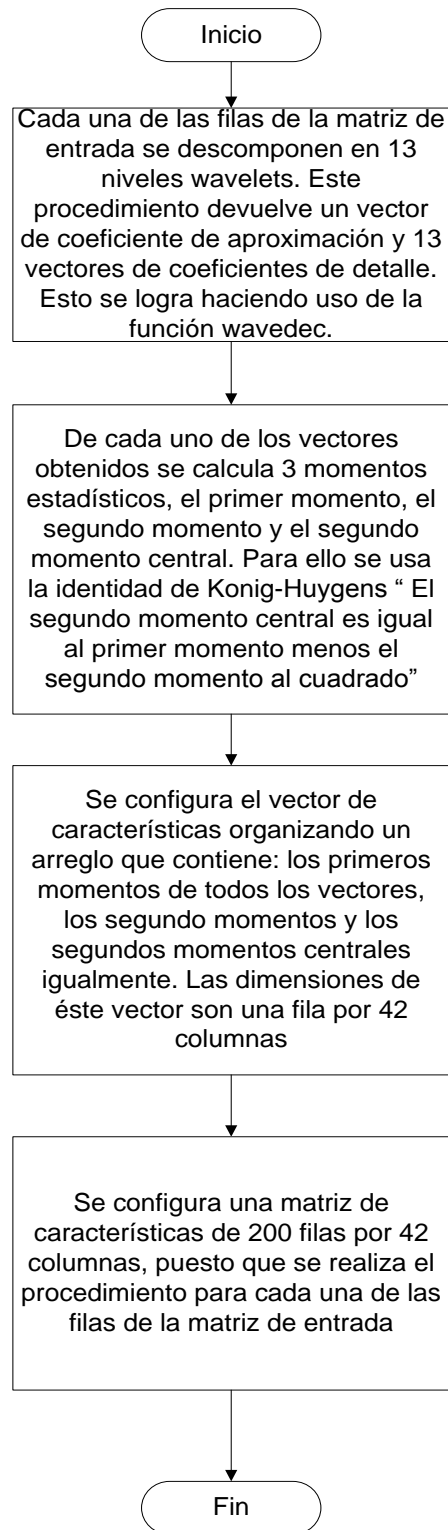 Inicio
Cada una de las filas de la matriz de
entrada se descomponen en 13
niveles wavelets. Este
procedimiento devuelve un vector
de coeficiente de aproximación y 13
vectores de coeficientes de detalle.
Esto se logra haciendo uso de la
función wavedec.
De cada uno de los vectores
obtenidos se calcula 3 momentos
estadísticos, el primer momento, el
segundo momento y el segundo
momento central. Para ello se usa
la identidad de Konig-Huygens “ El
segundo momento central es igual
al primer momento menos el
segundo momento al cuadrado”
Se configura el vector de
características organizando un
arreglo que contiene: los primeros
momentos de todos los vectores,
los segundo momentos y los
segundos momentos centrales
igualmente. Las dimensiones de
éste vector son una fila por 42
columnas
Se configura una matriz de
características de 200 filas por 42
columnas, puesto que se realiza el
procedimiento para cada una de las
filas de la matriz de entrada
Fin